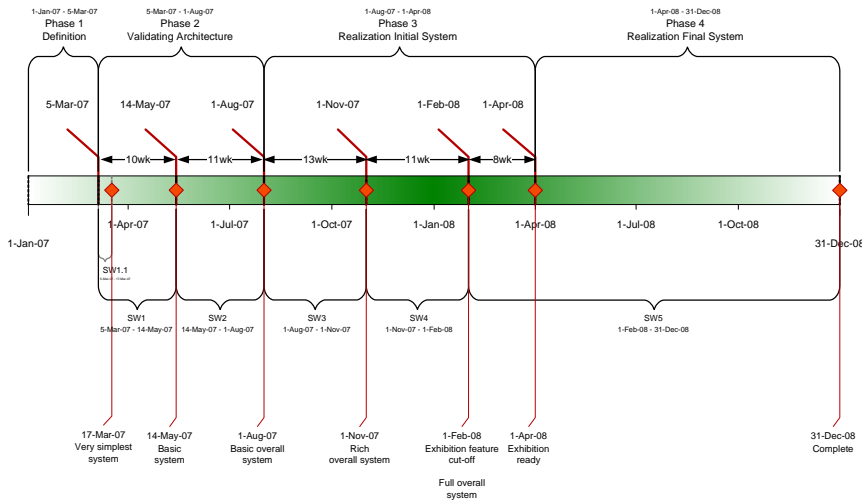 1-Jan-07 - 5-Mar-07
Phase 1
Definition
5-Mar-07 - 1-Aug-07
Phase 2
Validating Architecture
1-Aug-07 - 1-Apr-08
Phase 3
Realization Initial System
1-Apr-08 - 31-Dec-08
Phase 4
Realization Final System
5-Mar-07
14-May-07
1-Aug-07
1-Nov-07
1-Feb-08
1-Apr-08
10wk
11wk
13wk
11wk
8wk
1-Apr-07
1-Jul-07
1-Oct-07
1-Jan-08
1-Apr-08
1-Jul-08
1-Oct-08
1-Jan-07
31-Dec-08
SW1.1
SW1
5-Mar-07 - 14-May-07
SW2
14-May-07 - 1-Aug-07
SW3
1-Aug-07 - 1-Nov-07
SW4
1-Nov-07 - 1-Feb-08
SW5
1-Feb-08 - 31-Dec-08
17-Mar-07
Very simplest
system
14-May-07
Basic
system
1-Aug-07
Basic overall
system
1-Nov-07
Rich
overall system
1-Feb-08
Exhibition feature
cut-off
Full overall
system
1-Apr-08
Exhibition
ready
31-Dec-08
Complete